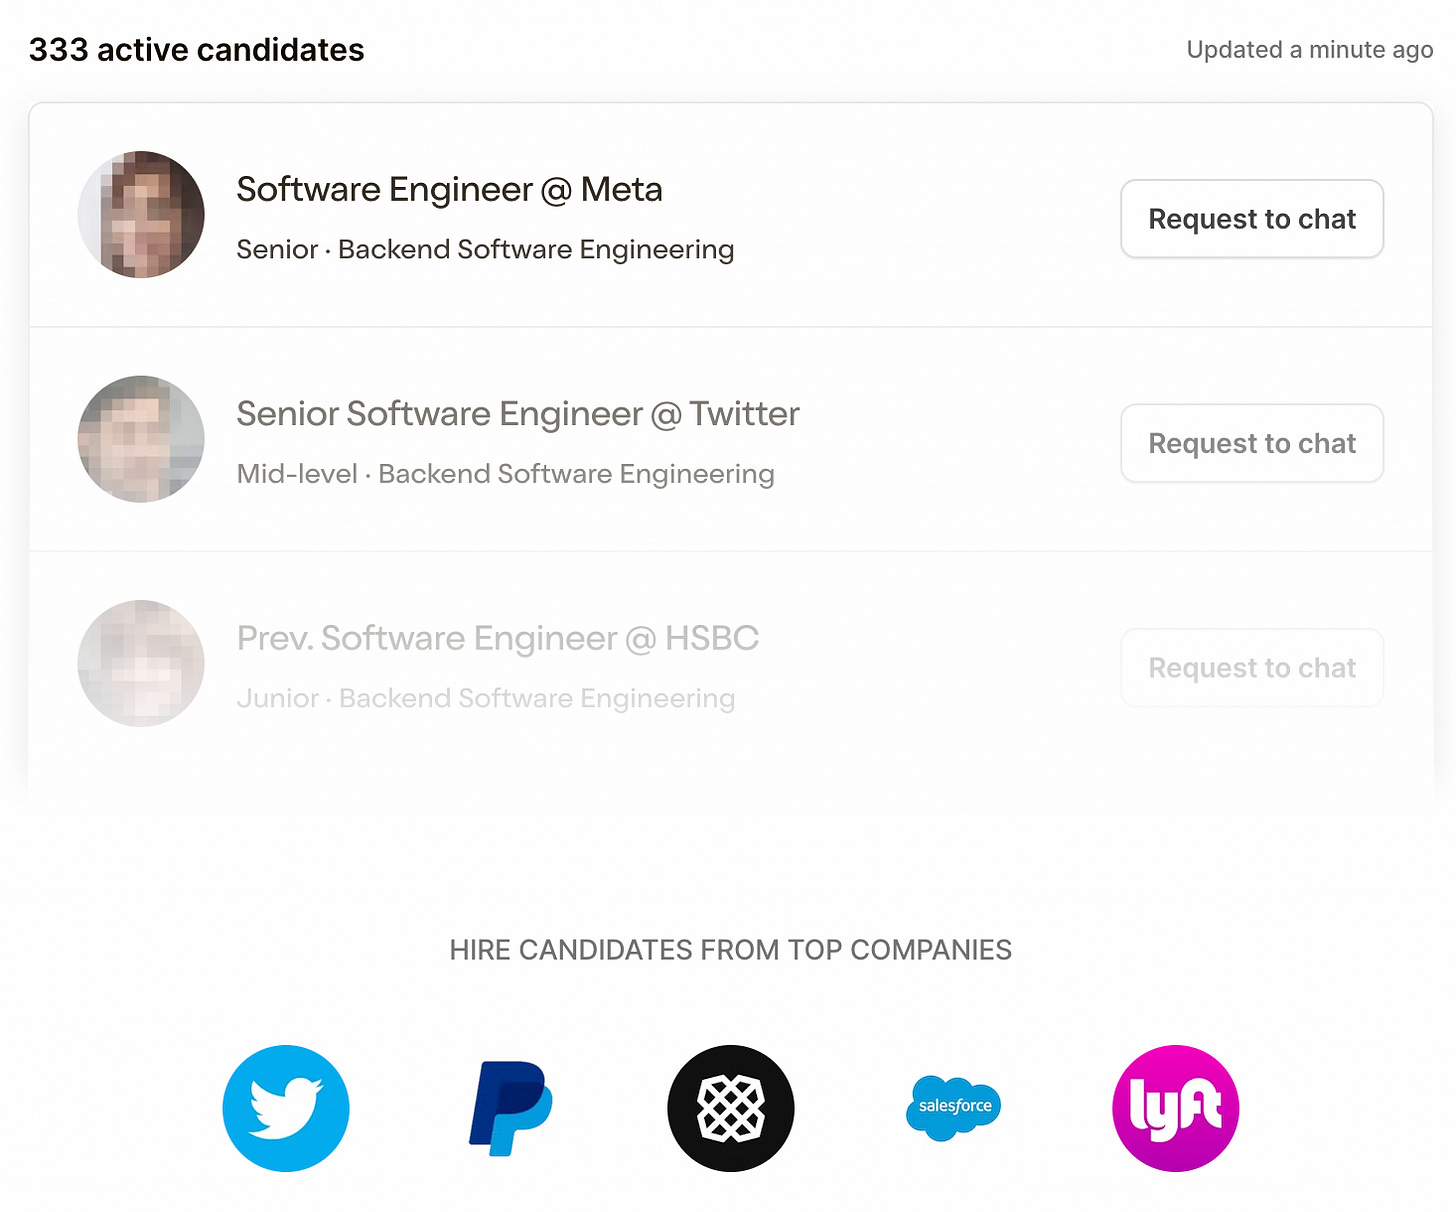 333 active candidates
Updated a minute ago
Software Engineer @ Meta
Senior · Backend Software Engineering
Request to chat
Senior Software Engineer @ Twitter
Mid-level · Backend Software Engineering
Request to chat
Prev. Software Engineer @ HSBC
Junior · Backend Software Engineering
Request to chat
HIRE CANDIDATES FROM TOP COMPANIES
salesforce
lyft